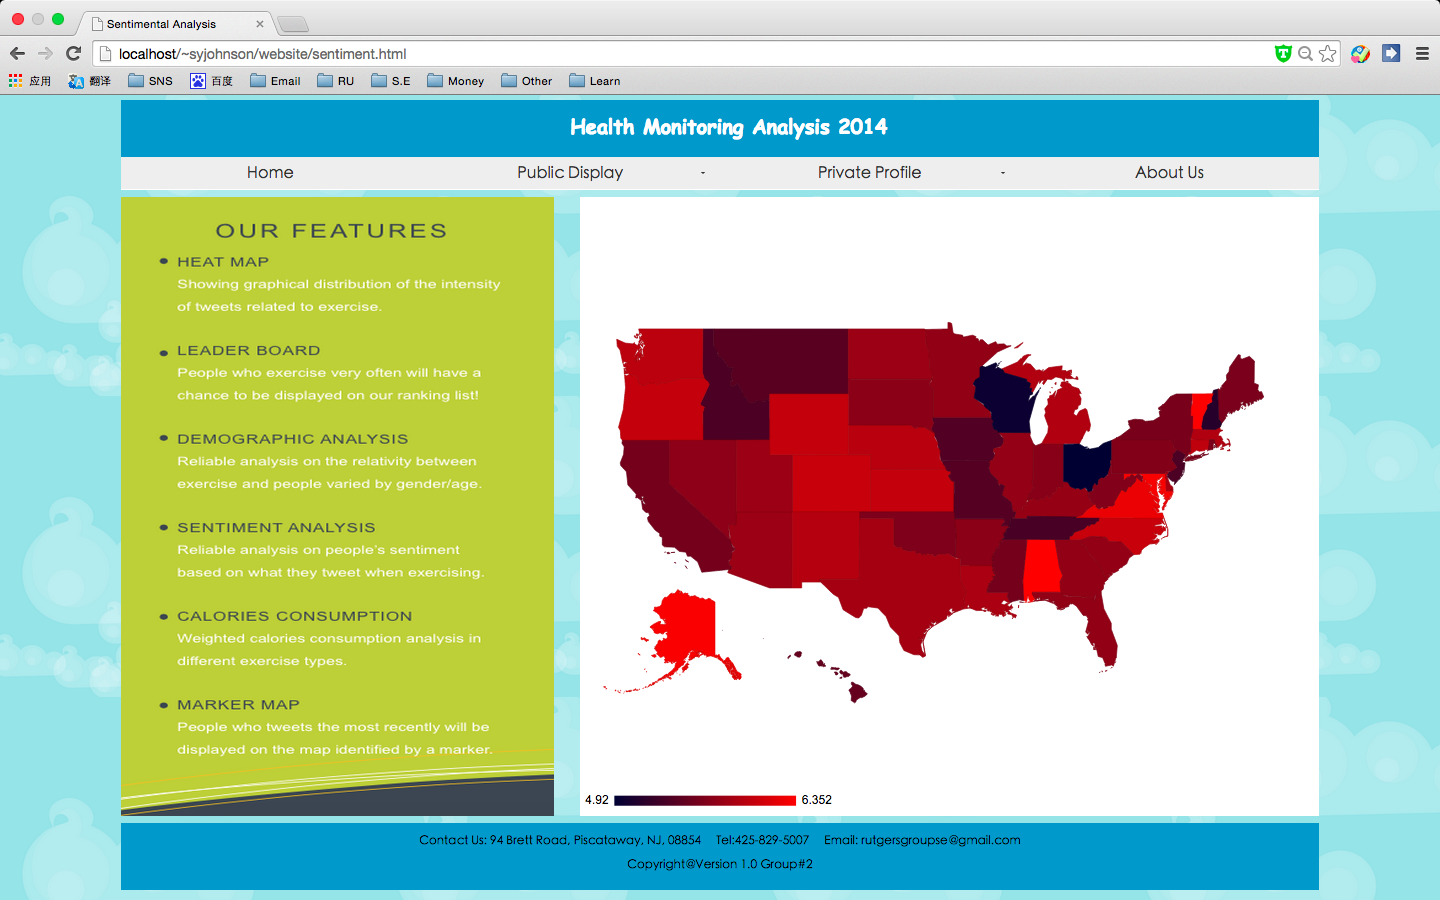 Sentimental Analysis
localhost/~syjohnson/website/sentiment.html
应用 翻译 SNS 百度 Email RU S.E Money Other Learn
Health Monitoring Analysis 2014
Home Public Display - Private Profile - About Us
OUR FEATURES
HEAT MAP
Showing graphical distribution of the intensity
of tweets related to exercise.
LEADER BOARD
People who exercise very often will have a
chance to be displayed on our ranking list!
DEMOGRAPHIC ANALYSIS
Reliable analysis on the relativity between
exercise and people varied by gender/age.
SENTIMENT ANALYSIS
Reliable analysis on people's sentiment
based on what they tweet when exercising.
CALORIES CONSUMPTION
Weighted calories consumption analysis in
different exercise types.
MARKER MAP
People who tweets the most recently will be
displayed on the map identified by a marker.
4.92 6.352
Contact Us: 94 Brett Road, Piscataway, NJ, 08854 Tel:425-829-5007 Email: rutgersgroupse@gmail.com
Copyright@Version 1.0 Group#2